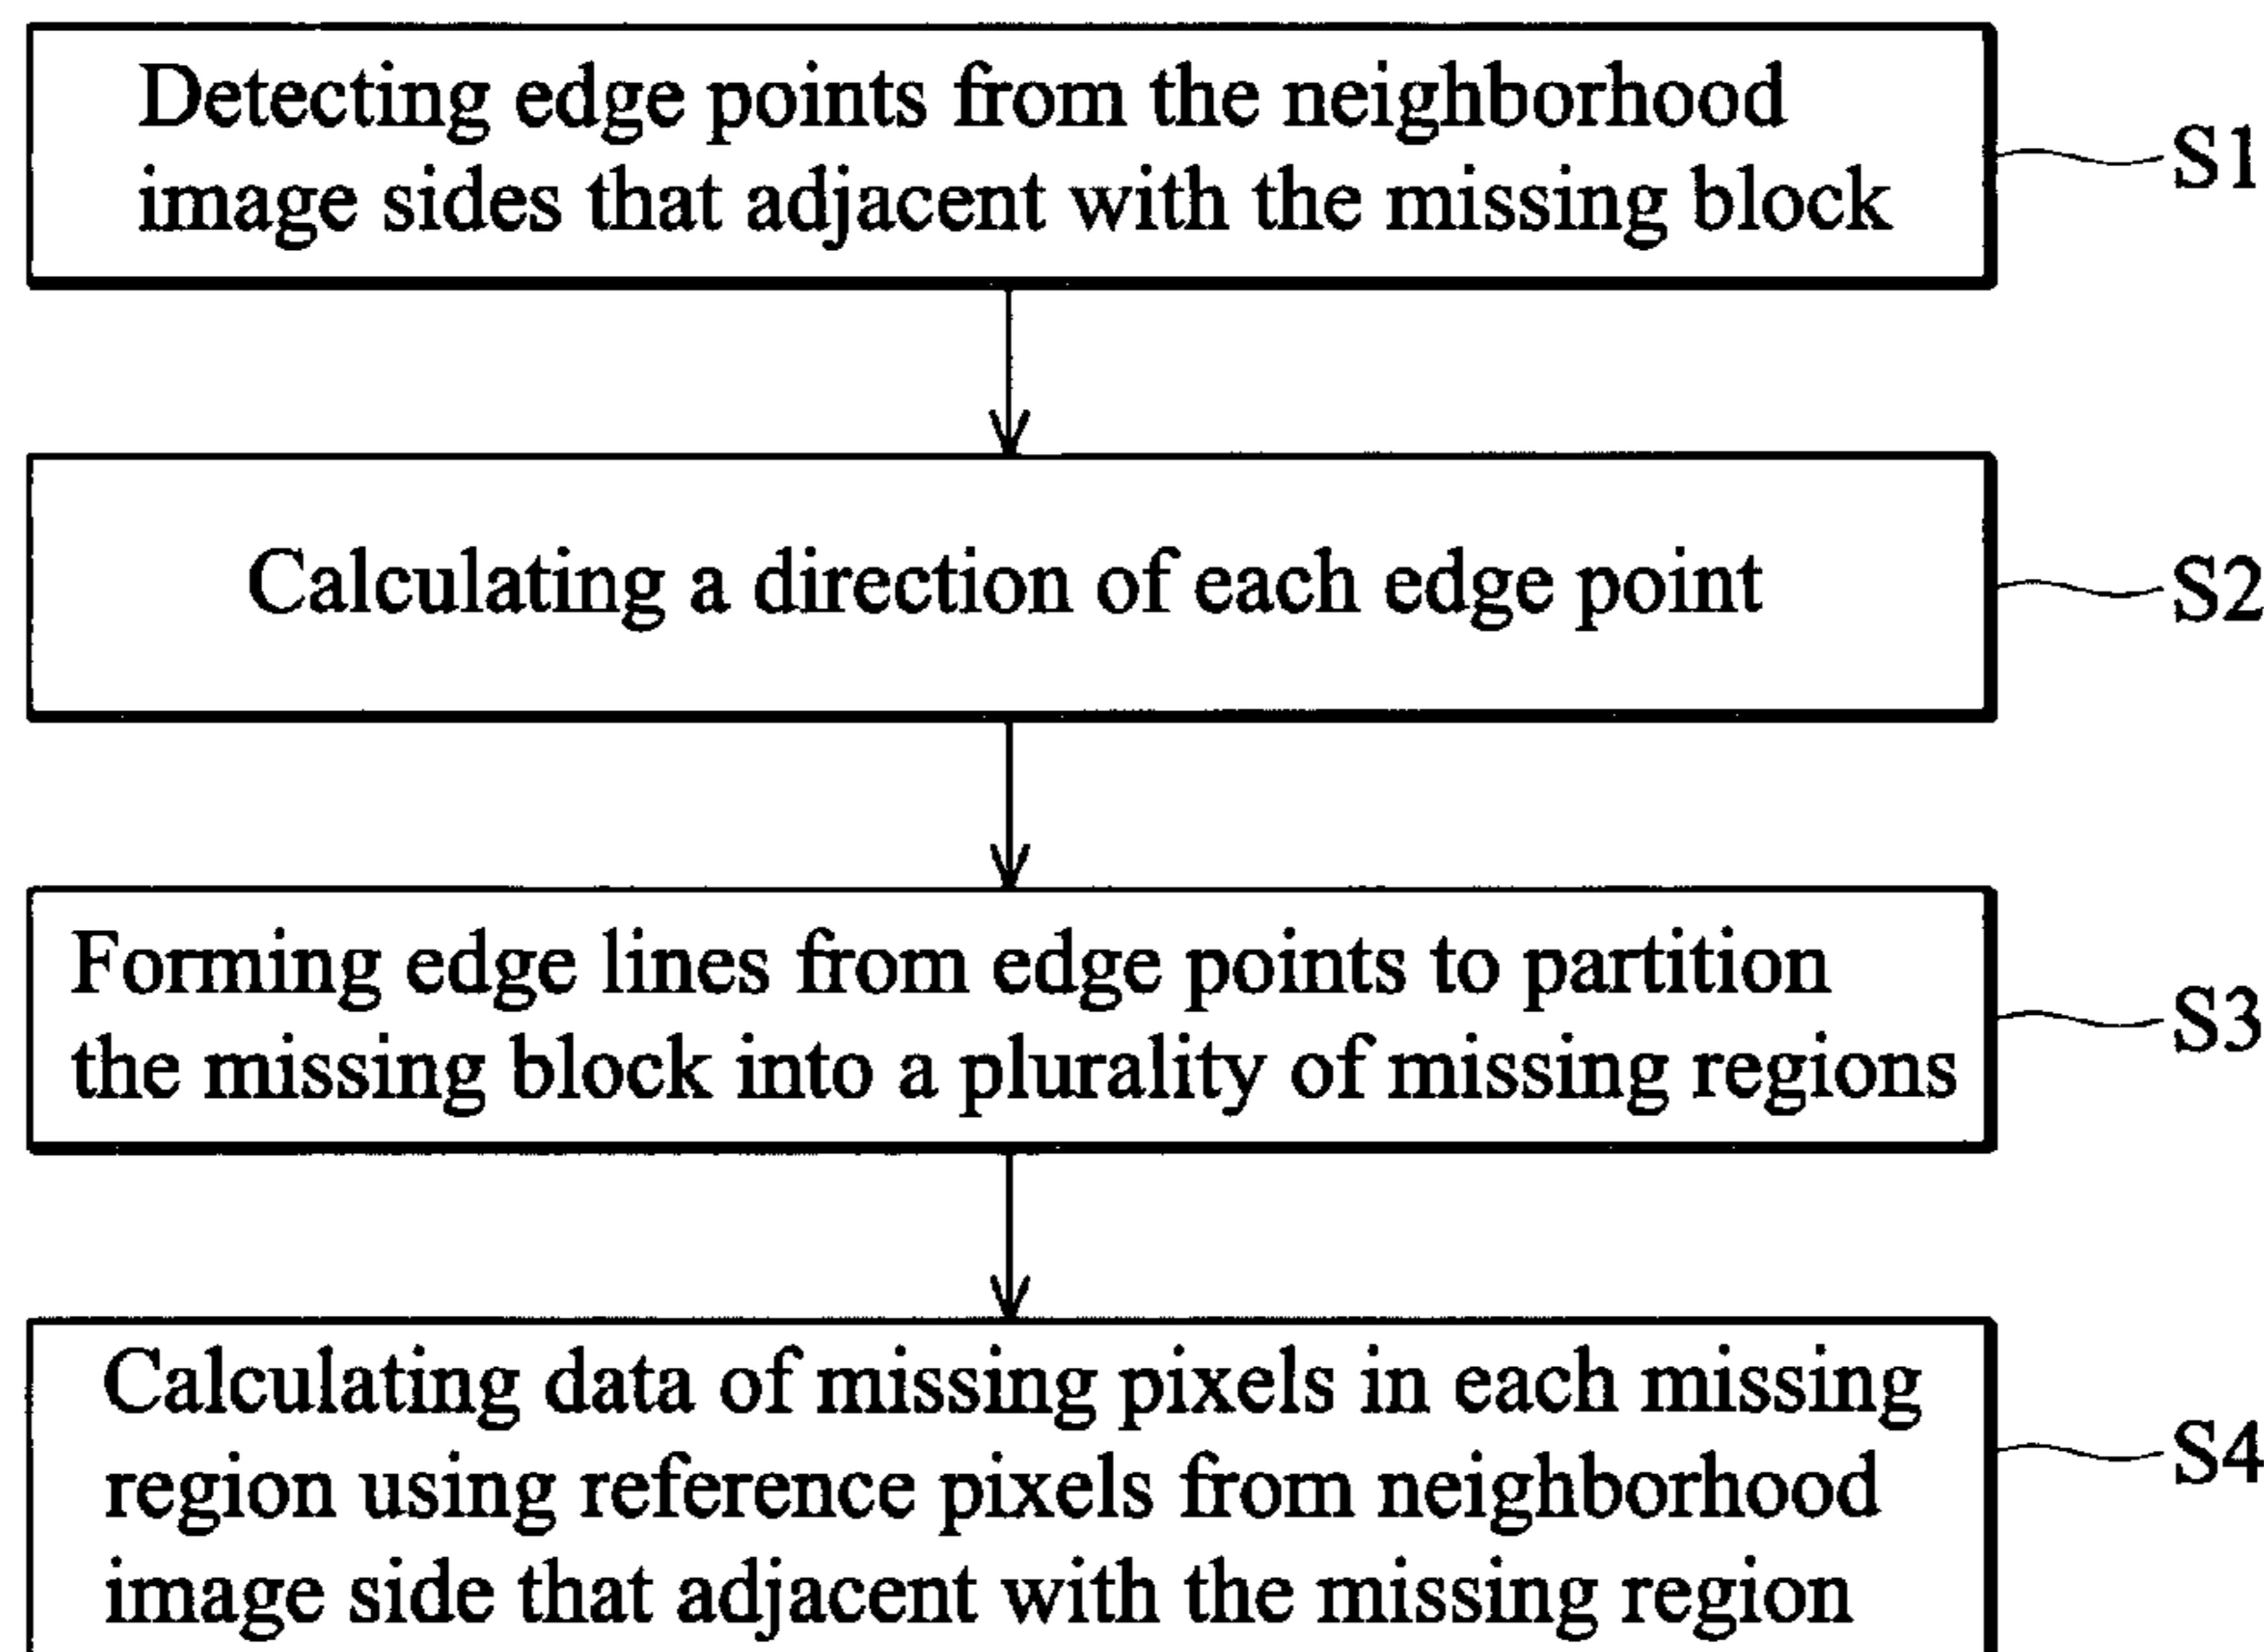 Detecting edge points from the neighborhood
image sides that adjacent with the missing block
S1
Calculating a direction of each edge point
S2
Forming edge lines from edge points to partition
the missing block into a plurality of missing regions
S3
Calculating data of missing pixels in each missing
region using reference pixels from neighborhood
image side that adjacent with the missing region
S4